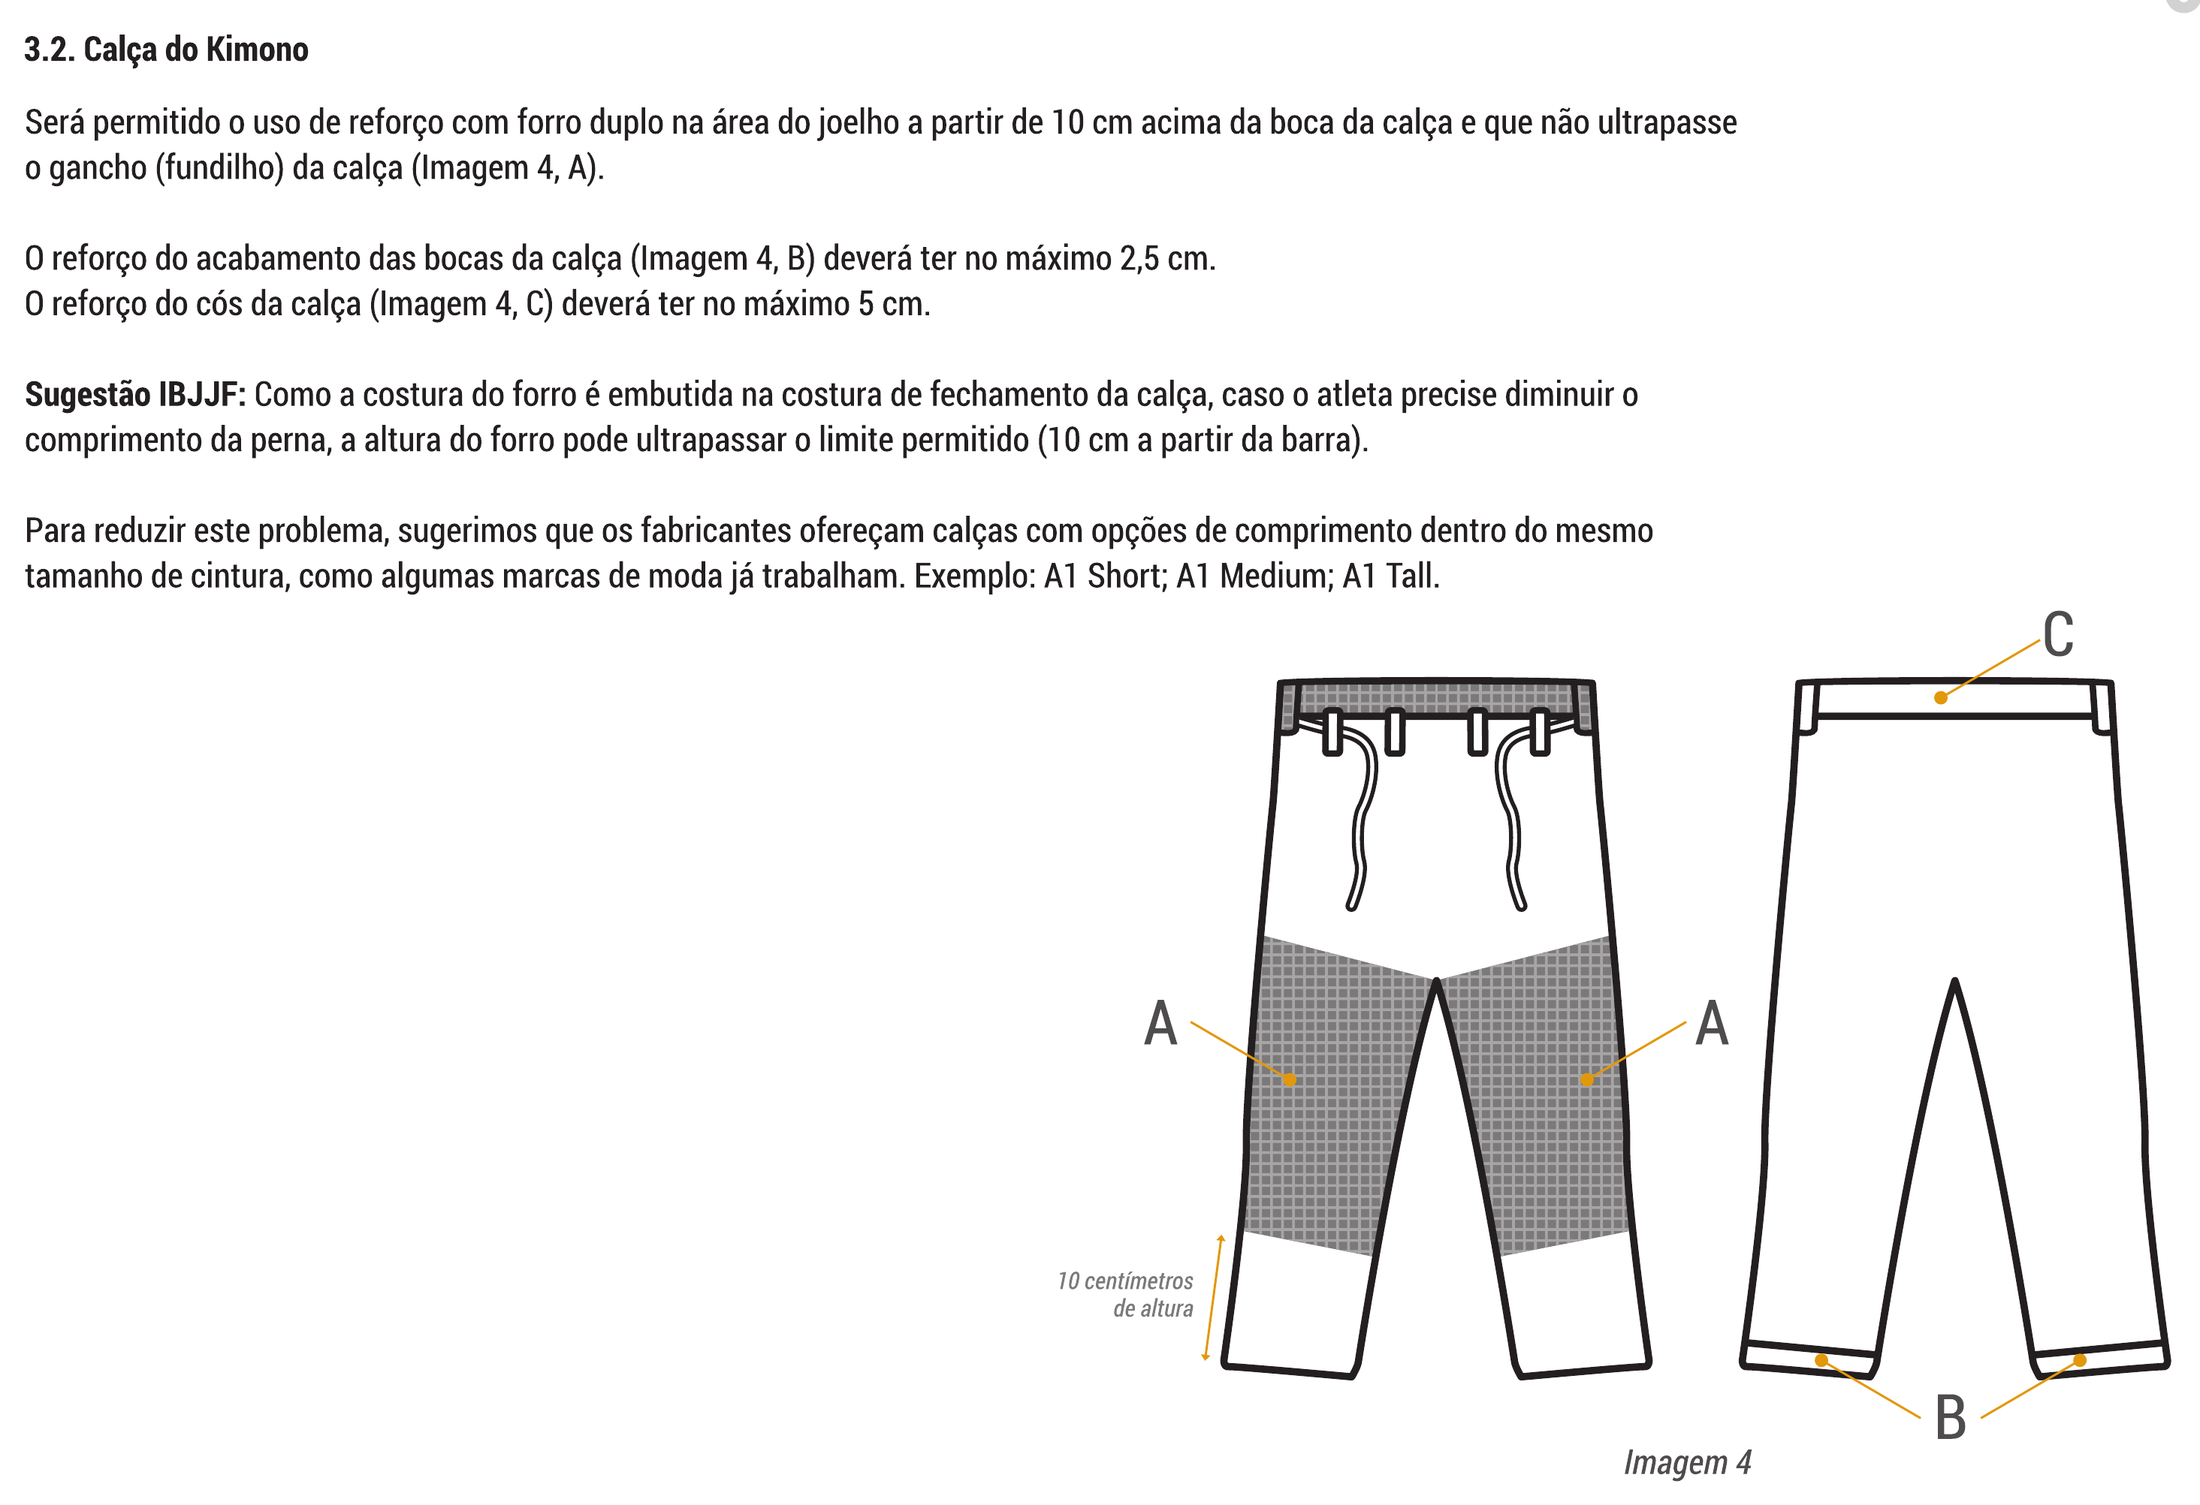 3.2. Calça do Kimono
Será permitido o uso de reforço com forro duplo na área do joelho a partir de 10 cm acima da boca da calça e que não ultrapasse
o gancho (fundilho) da calça (Imagem 4, A).
O reforço do acabamento das bocas da calça (Imagem 4, B) deverá ter no máximo 2,5 cm.
O reforço do cós da calça (Imagem 4, C) deverá ter no máximo 5 cm.
Sugestão IBJJF: Como a costura do forro é embutida na costura de fechamento da calça, caso o atleta precise diminuir o
comprimento da perna, a altura do forro pode ultrapassar o limite permitido (10 cm a partir da barra).
Para reduzir este problema, sugerimos que os fabricantes ofereçam calças com opções de comprimento dentro do mesmo
tamanho de cintura, como algumas marcas de moda já trabalham. Exemplo: A1 Short; A1 Medium; A1 Tall.
C
A
A
10 centímetros
de altura
B
Imagem 4